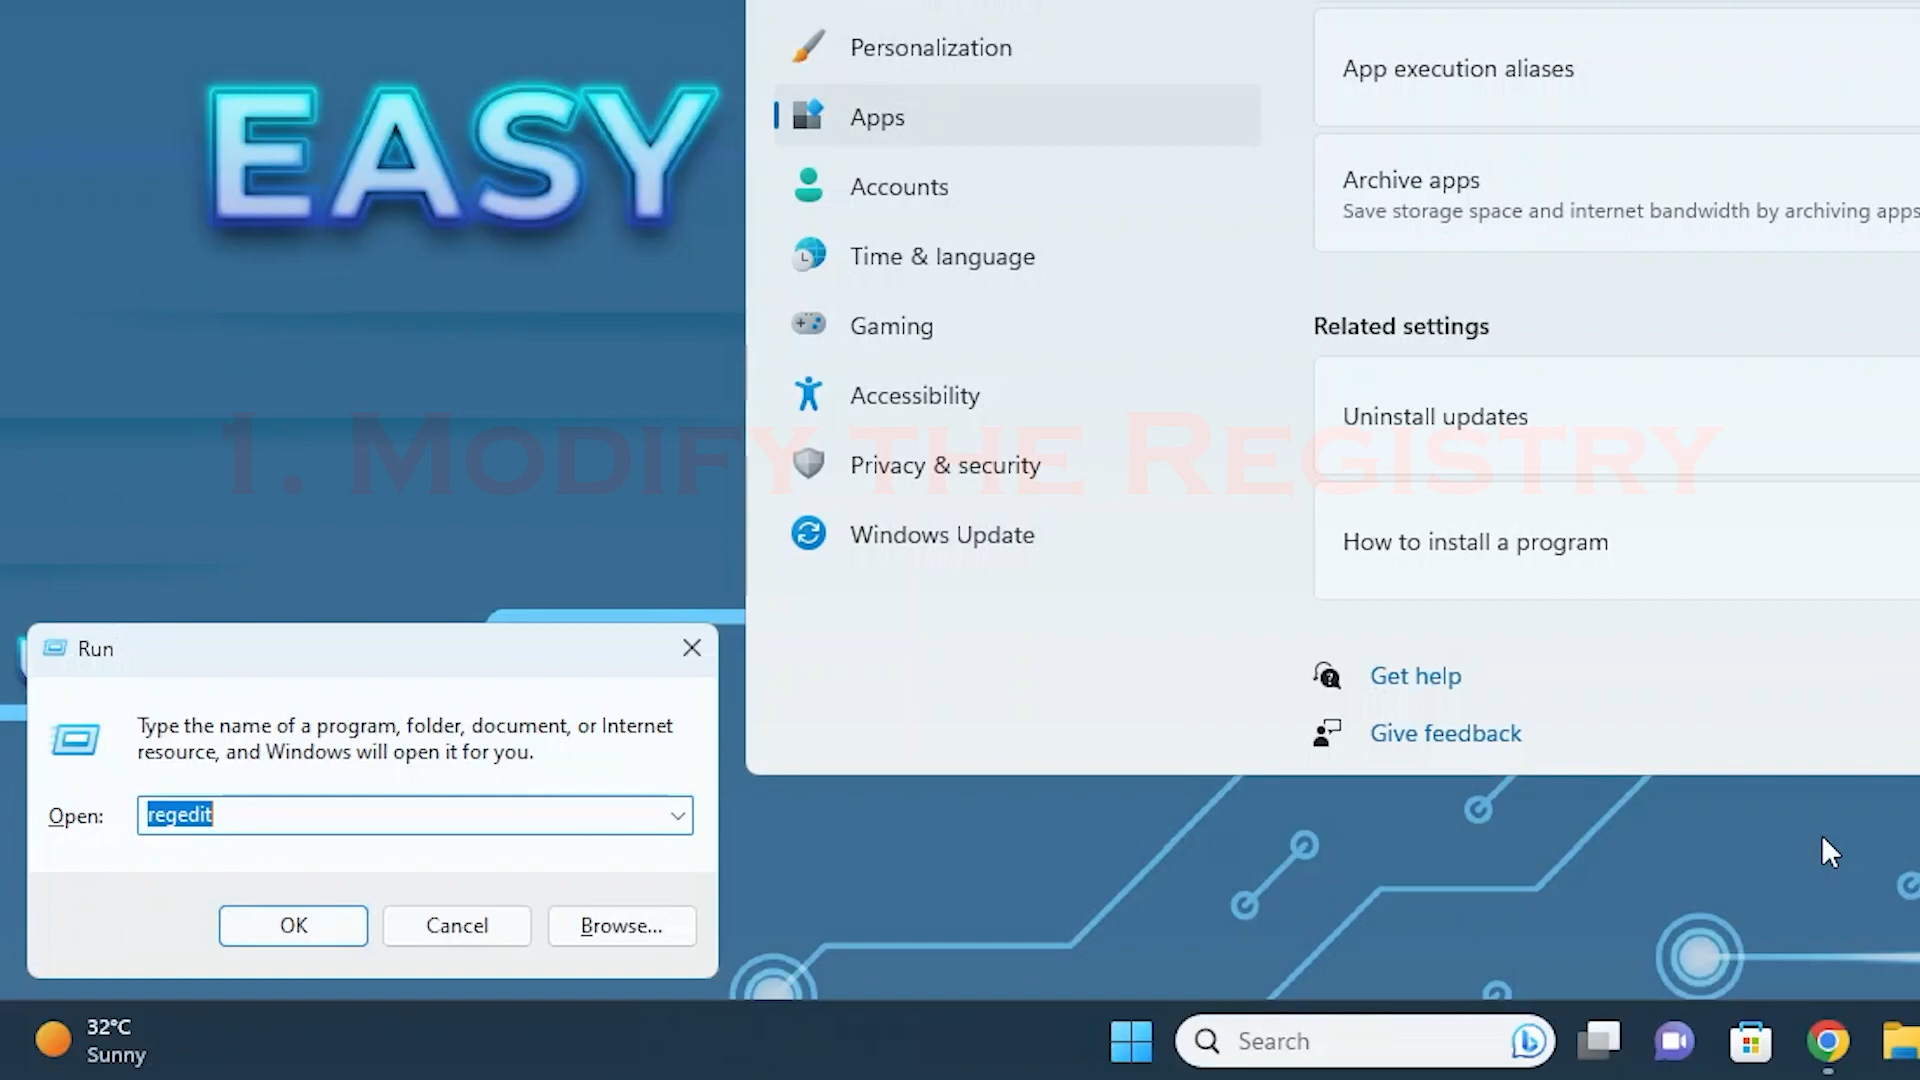 EASY
Personalization
Apps
Accounts
Time & language
Gaming
Accessibility
Privacy & security
Windows Update
App execution aliases
Archive apps
Save storage space and internet bandwidth by archiving apps
Related settings
Uninstall updates
How to install a program
Get help
Give feedback
1. Modify the Registry
Run
Type the name of a program, folder, document, or Internet
resource, and Windows will open it for you.
Open: regedit
OK Cancel Browse...
32°C
Sunny
Search